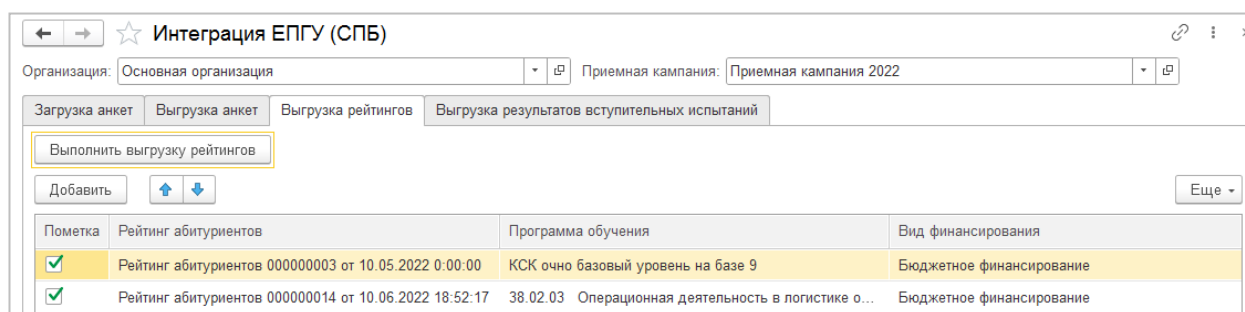 Интеграция ЕПГУ (СПБ)
Организация: Основная организация Приемная кампания: Приемная кампания 2022
Загрузка анкет Выгрузка анкет Выгрузка рейтингов Выгрузка результатов вступительных испытаний
Выполнить выгрузку рейтингов
Добавить Еще
Пометка Рейтинг абитуриентов Программа обучения Вид финансирования
Рейтинг абитуриентов 000000003 от 10.05.2022 0:00:00 КСК очно базовый уровень на базе 9 Бюджетное финансирование
Рейтинг абитуриентов 000000014 от 10.06.2022 18:52:17 38.02.03 Операционная деятельность в логистике о... Бюджетное финансирование